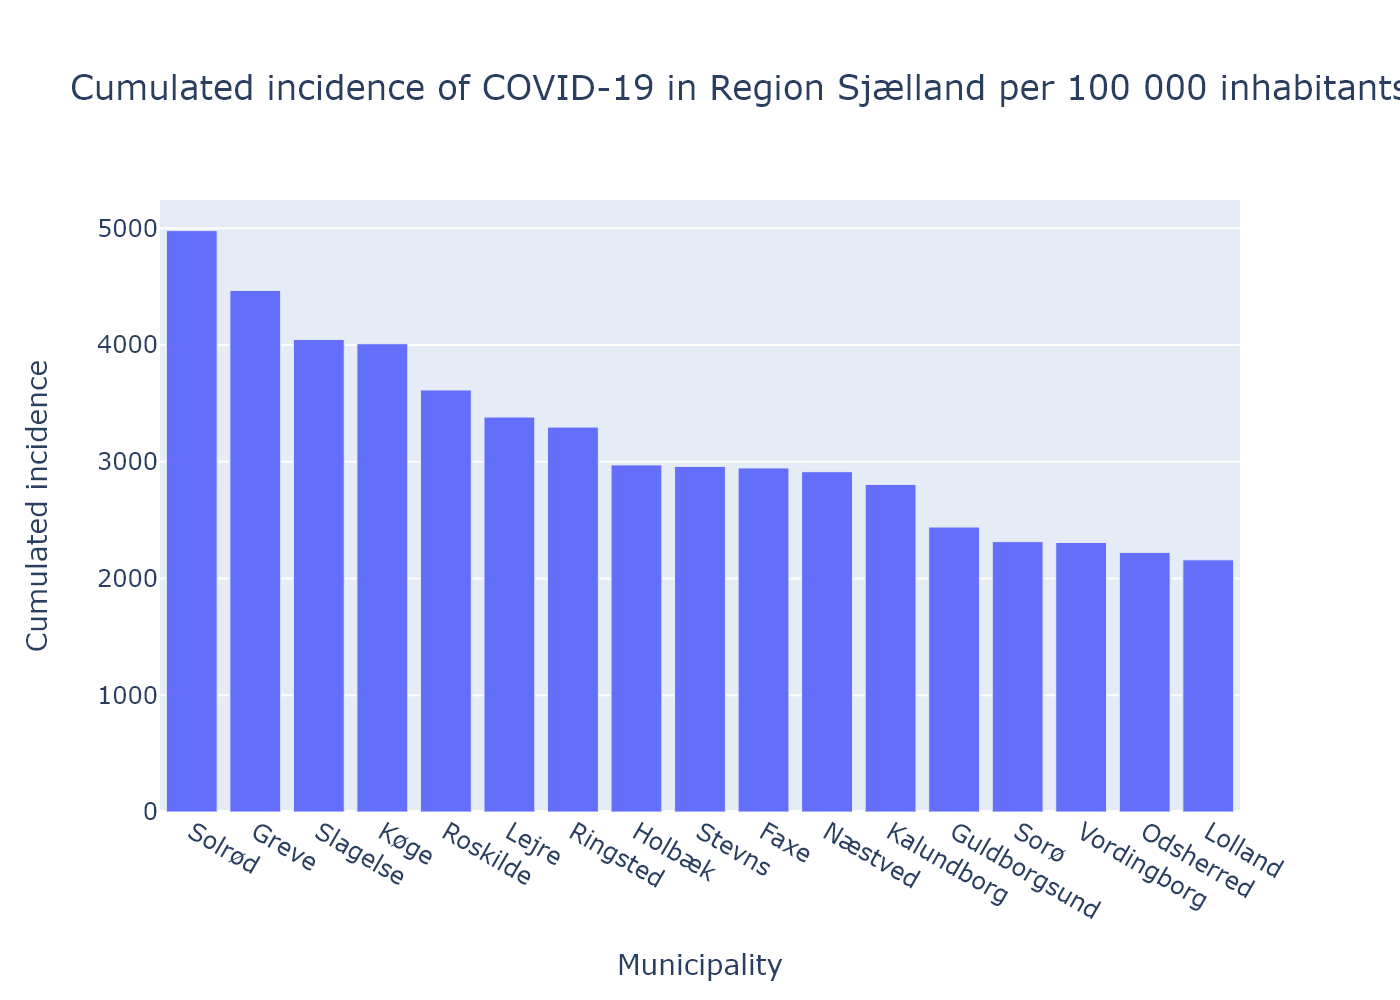 Cumulated incidence of COVID-19 in Region Sjælland per 100 000 inhabitants
5000
4000
3000
2000
1000
0
Cumulated incidence
Solrød
Greve
Slagelse
Køge
Roskilde
Lejre
Ringsted
Holbæk
Stevns
Faxe
Næstved
Kalundborg
Guldborgsund
Sorø
Vordingborg
Odsherred
Lolland
Municipality